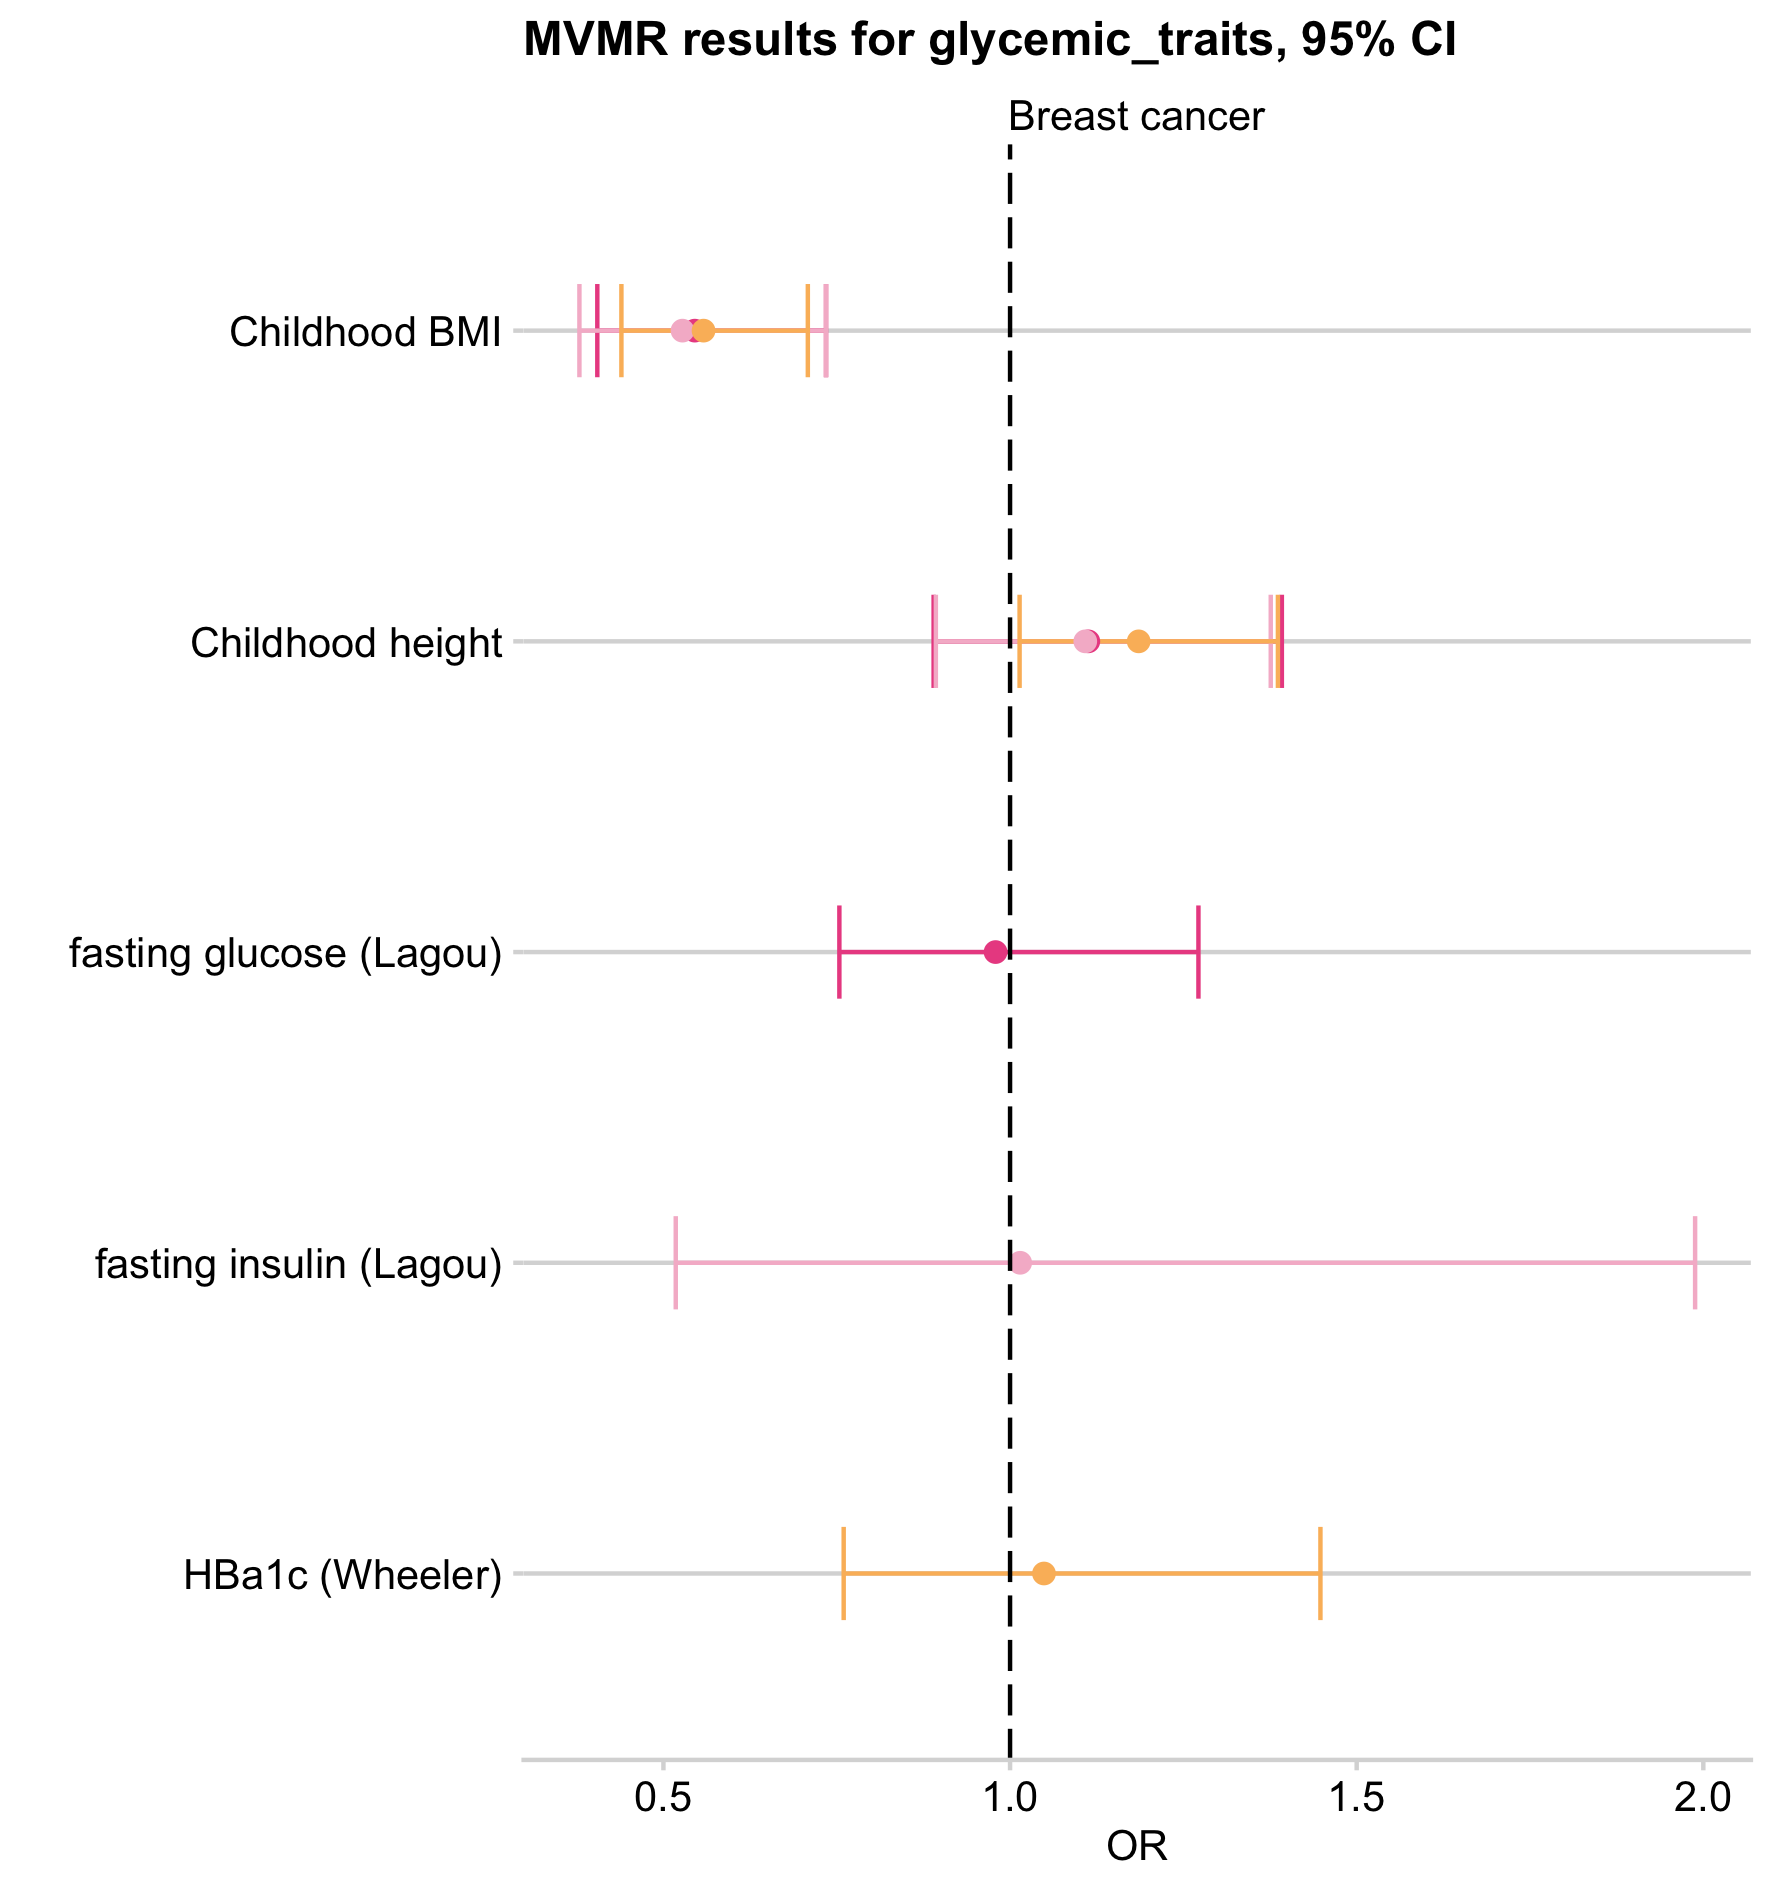 MVMR results for glycemic_traits, 95% CI
Breast cancer
Childhood BMI
Childhood height
fasting glucose (Lagou)
fasting insulin (Lagou)
HBa1c (Wheeler)
0.5 1.0 1.5 2.0
OR